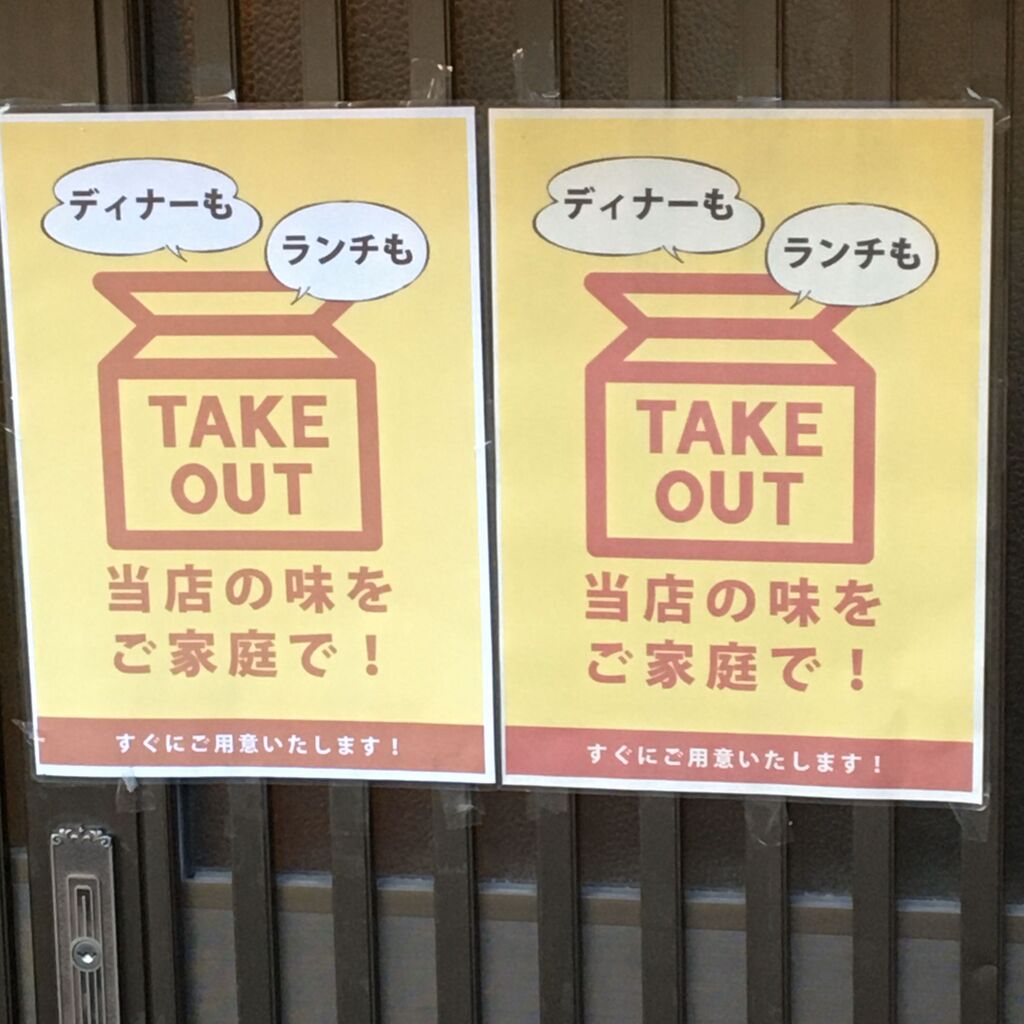 ディナーも
ランチも
TAKE
OUT
当店の味を
ご家庭で！
すぐにご用意いたします！
ディナーも
ランチも
TAKE
OUT
当店の味を
ご家庭で！
すぐにご用意いたします！